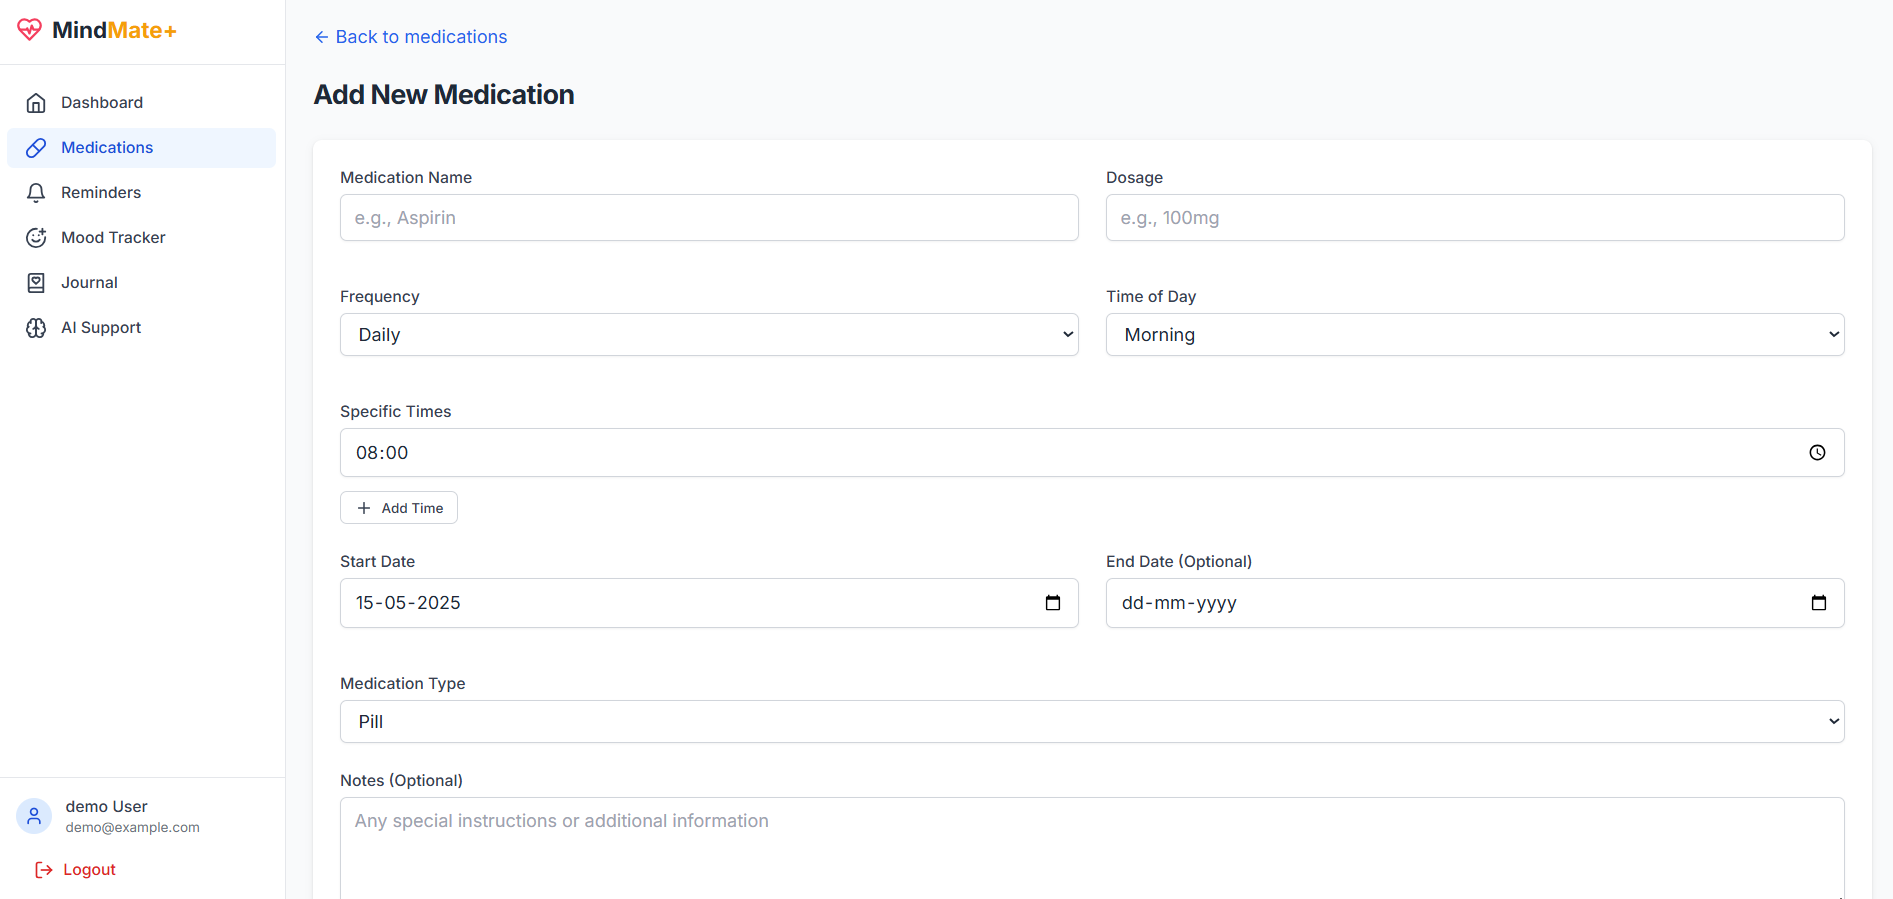 MindMate+
Dashboard
Medications
Reminders
Mood Tracker
Journal
AI Support
demo User
demo@example.com
Logout
Back to medications
Add New Medication
Medication Name
Dosage
e.g., Aspirin
e.g., 100mg
Frequency
Time of Day
Daily
Morning
Specific Times
08:00
Add Time
Start Date
End Date (Optional)
15-05-2025
dd-mm-yyyy
Medication Type
Pill
Notes (Optional)
Any special instructions or additional information